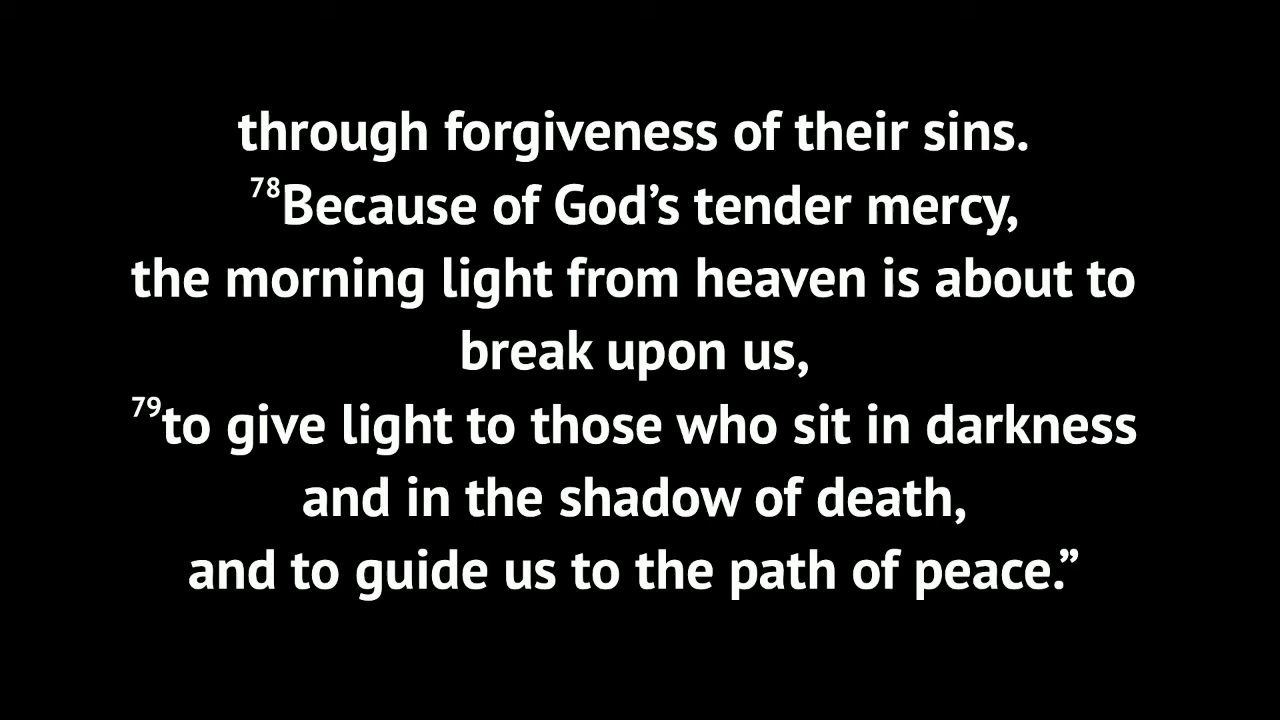 through forgiveness of their sins.
78Because of God’s tender mercy,
the morning light from heaven is about to
break upon us,
79to give light to those who sit in darkness
and in the shadow of death,
and to guide us to the path of peace.”